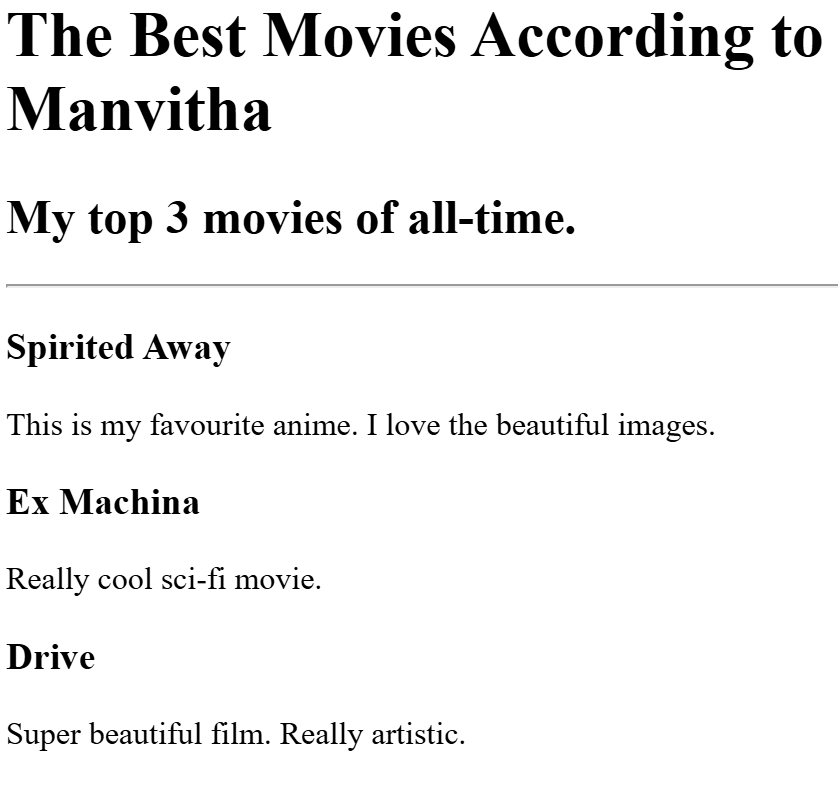 The Best Movies According to
Manvitha
My top 3 movies of all-time.
Spirited Away
This is my favourite anime. I love the beautiful images.
Ex Machina
Really cool sci-fi movie.
Drive
Super beautiful film. Really artistic.